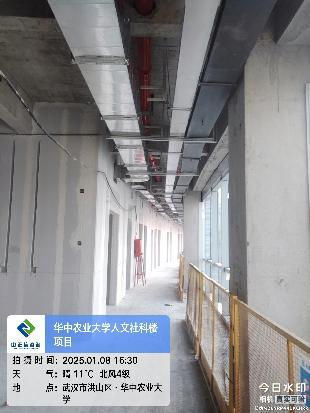 华中农业大学人文社科楼
项目
拍摄时间：2025.01.08 16:30
天　　气：晴 11℃ 北风4级
地　　点：武汉市洪山区·华中农业大
学
今日水印